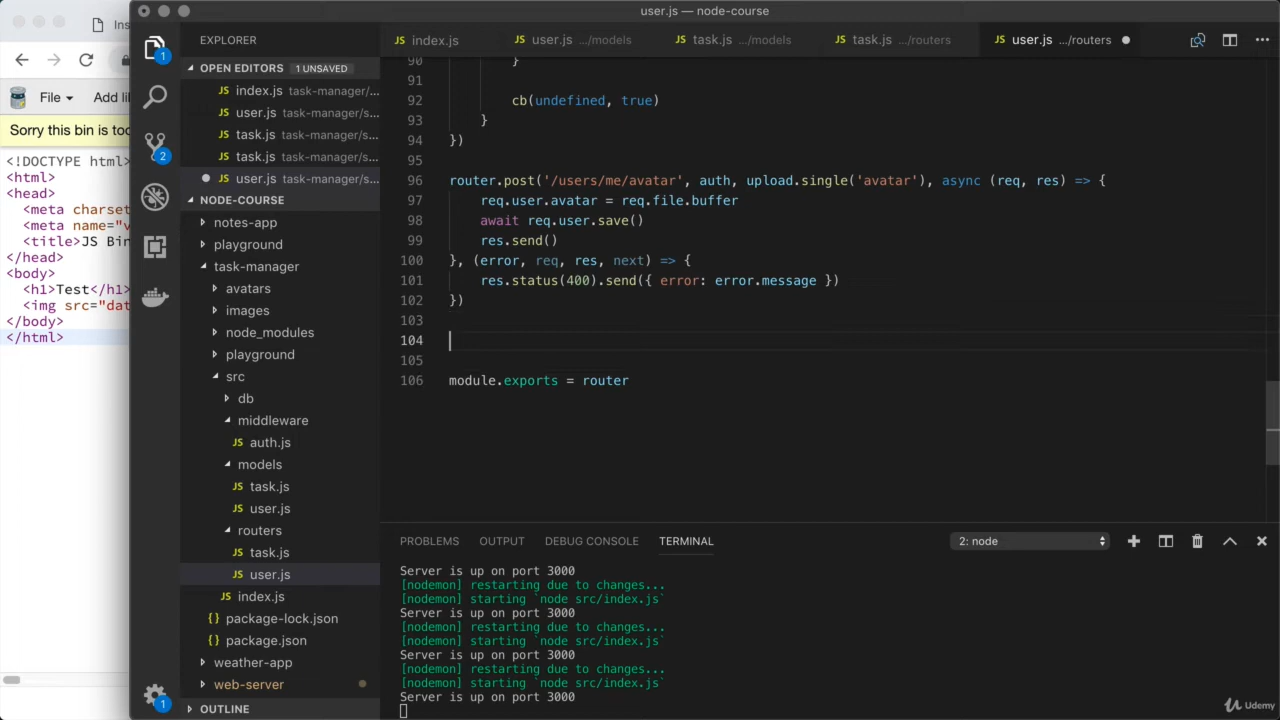 user.js — node-course
Ins
File
Add lib
Sorry this bin is too
<!DOCTYPE html>
<html>
<head>
<meta charset
<meta name="v
<title>JS Bin
</head>
<body>
<h1>Test</h1>
<img src="dat
</body>
</html>
1
2
1
EXPLORER
OPEN EDITORS 1 UNSAVED
JS index.js task-manager/...
JS user.js task-manager/s...
JS task.js task-manager/s...
JS task.js task-manager/s...
JS user.js task-manager/s...
NODE-COURSE
notes-app
playground
task-manager
avatars
images
node_modules
playground
src
db
middleware
JS auth.js
models
JS task.js
JS user.js
routers
JS task.js
JS user.js
JS index.js
{} package-lock.json
{} package.json
weather-app
web-server
OUTLINE
JS index.js JS user.js .../models JS task.js .../models JS task.js .../routers JS user.js .../routers
90 }
91
92 cb(undefined, true)
93 }
94 })
95
96 router.post('/users/me/avatar', auth, upload.single('avatar'), async (req, res) => {
97 req.user.avatar = req.file.buffer
98 await req.user.save()
99 res.send()
100 }, (error, req, res, next) => {
101 res.status(400).send({ error: error.message })
102 })
103
104
105
106 module.exports = router
PROBLEMS OUTPUT DEBUG CONSOLE TERMINAL 2: node
Server is up on port 3000
[nodemon] restarting due to changes...
[nodemon] starting `node src/index.js`
Server is up on port 3000
[nodemon] restarting due to changes...
[nodemon] starting `node src/index.js`
Server is up on port 3000
[nodemon] restarting due to changes...
[nodemon] starting `node src/index.js`
Server is up on port 3000
Udemy